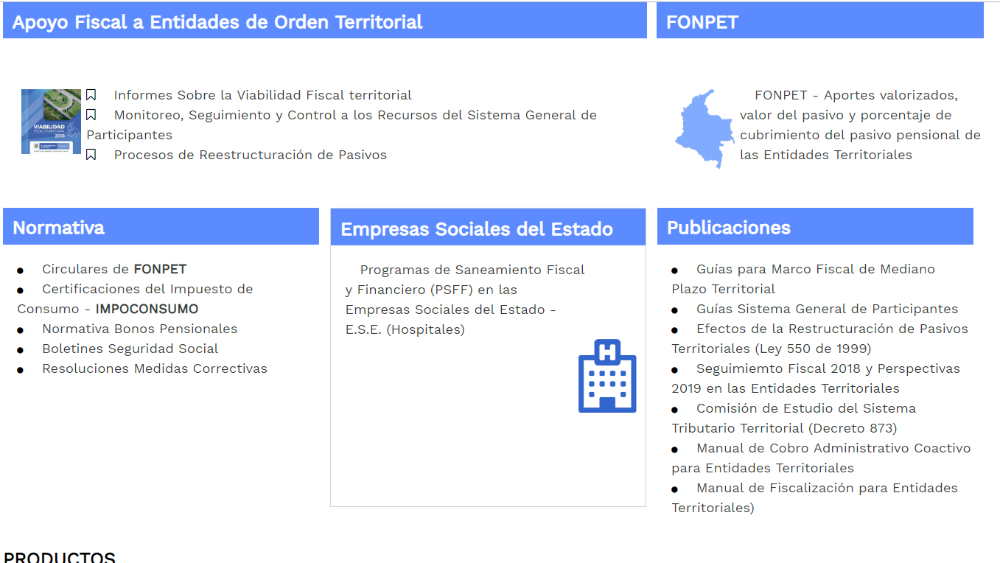 Apoyo Fiscal a Entidades de Orden Territorial
FONPET
VIABILIDAD
FISCAL TERRITORIAL
2018
Informes Sobre la Viabilidad Fiscal territorial
Monitoreo, Seguimiento y Control a los Recursos del Sistema General de
Participantes
Procesos de Reestructuración de Pasivos
FONPET - Aportes valorizados,
valor del pasivo y porcentaje de
cubrimiento del pasivo pensional de
las Entidades Territoriales
Normativa
● Circulares de FONPET
● Certificaciones del Impuesto de
Consumo - IMPOCONSUMO
● Normativa Bonos Pensionales
● Boletines Seguridad Social
● Resoluciones Medidas Correctivas
Empresas Sociales del Estado
Programas de Saneamiento Fiscal
y Financiero (PSFF) en las
Empresas Sociales del Estado -
E.S.E. (Hospitales)
H
Publicaciones
● Guías para Marco Fiscal de Mediano
Plazo Territorial
● Guías Sistema General de Participantes
● Efectos de la Restructuración de Pasivos
Territoriales (Ley 550 de 1999)
● Seguimiemto Fiscal 2018 y Perspectivas
2019 en las Entidades Territoriales
● Comisión de Estudio del Sistema
Tributario Territorial (Decreto 873)
● Manual de Cobro Administrativo Coactivo
para Entidades Territoriales
● Manual de Fiscalización para Entidades
Territoriales)
PRODUCTOS